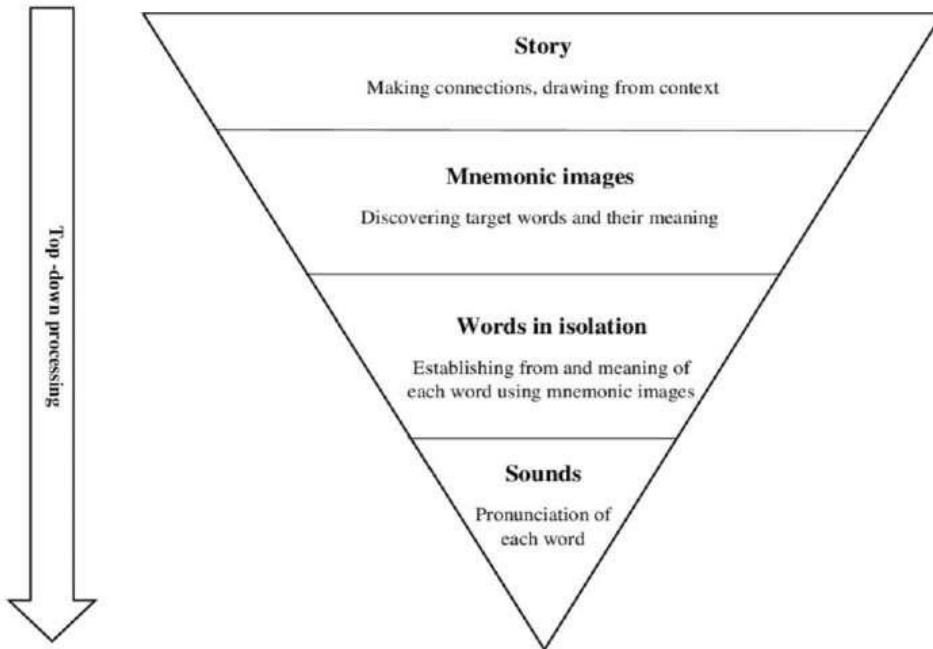 Story
Making connections, drawing from context
Mnemonic images
Discovering target words and their meaning
Words in isolation
Establishing from and meaning of
each word using mnemonic images
Sounds
Pronunciation of
each word
Top -down processing